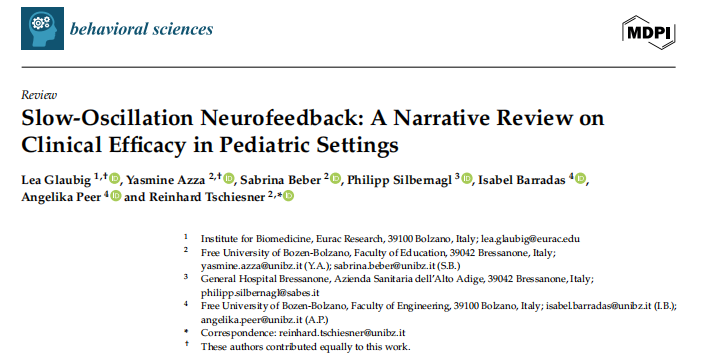 behavioral sciences
MDPI
Review
Slow-Oscillation Neurofeedback: A Narrative Review on
Clinical Efficacy in Pediatric Settings
Lea Glaubig 1,†, Yasmine Azza 2,†, Sabrina Beber 2, Philipp Silbernagl 3, Isabel Barradas 4,
Angelika Peer 4 and Reinhard Tschiesner 2,*
1 Institute for Biomedicine, Eurac Research, 39100 Bolzano, Italy; lea.glaubig@eurac.edu
2 Free University of Bozen-Bolzano, Faculty of Education, 39042 Bressanone, Italy;
yasmine.azza@unibz.it (Y.A.); sabrina.beber@unibz.it (S.B.)
3 General Hospital Bressanone, Azienda Sanitaria dell'Alto Adige, 39042 Bressanone, Italy;
philipp.silbernagl@sabes.it
4 Free University of Bozen-Bolzano, Faculty of Engineering, 39100 Bolzano, Italy; isabel.barradas@unibz.it (I.B.);
angelika.peer@unibz.it (A.P.)
* Correspondence: reinhard.tschiesner@unibz.it
† These authors contributed equally to this work.